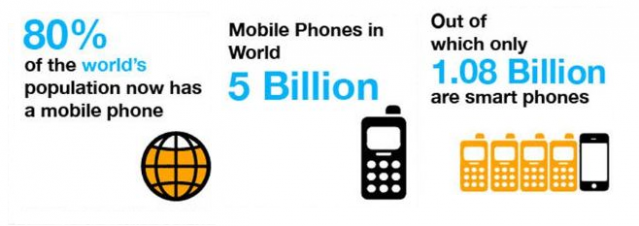 80%
of the world's
population now has
a mobile phone
Mobile Phones in
World
5 Billion
Out of
which only
1.08 Billion
are smart phones